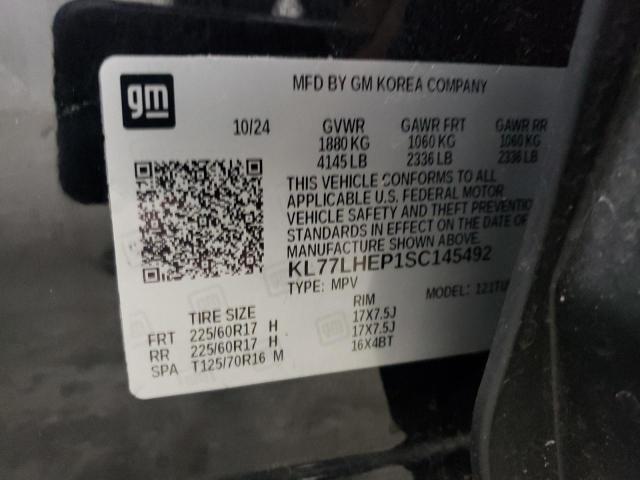 gm
MFD BY GM KOREA COMPANY
10/24 GVWR GAWR FRT GAWR RR
1880 KG 1060 KG 1060 KG
4145 LB 2336 LB 2336 LB
THIS VEHICLE CONFORMS TO ALL
APPLICABLE U.S. FEDERAL MOTOR
VEHICLE SAFETY AND THEFT PREVENTION
STANDARDS IN EFFECT ON THE DATE OF
MANUFACTURE SHOWN ABOVE.
KL77LHEP1SC145492
TYPE: MPV MODEL:
TIRE SIZE RIM
FRT 225/60R17 H 17X7.5J
RR 225/60R17 H 17X7.5J
SPA T125/70R16 M 16X4BT